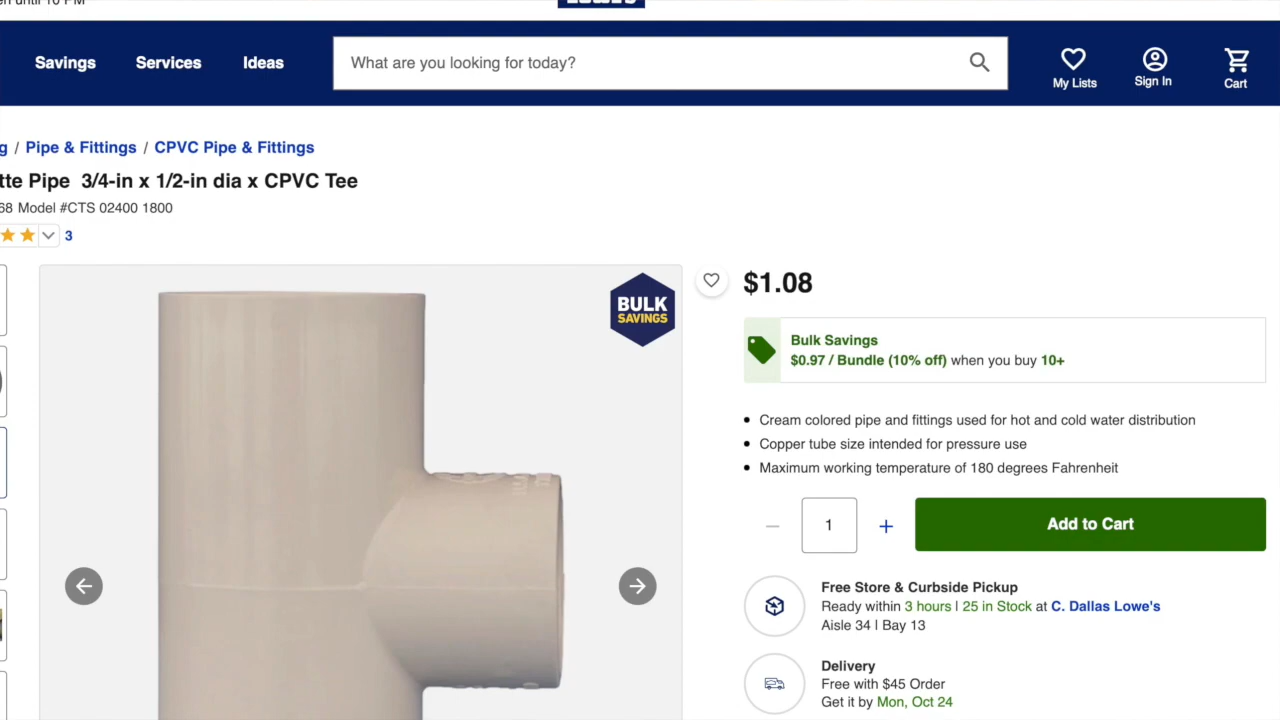 en until 10 PM
Savings Services Ideas What are you looking for today? My Lists Sign In Cart
g / Pipe & Fittings / CPVC Pipe & Fittings
tte Pipe 3/4-in x 1/2-in dia x CPVC Tee
68 Model #CTS 02400 1800
3
BULK
SAVINGS
$1.08
Bulk Savings
$0.97 / Bundle (10% off) when you buy 10+
Cream colored pipe and fittings used for hot and cold water distribution
Copper tube size intended for pressure use
Maximum working temperature of 180 degrees Fahrenheit
1 + Add to Cart
Free Store & Curbside Pickup
Ready within 3 hours | 25 in Stock at C. Dallas Lowe's
Aisle 34 | Bay 13
Delivery
Free with $45 Order
Get it by Mon, Oct 24